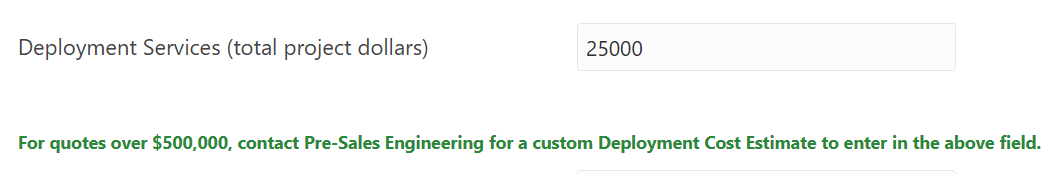 Deployment Services (total project dollars)
25000
For quotes over $500,000, contact Pre-Sales Engineering for a custom Deployment Cost Estimate to enter in the above field.